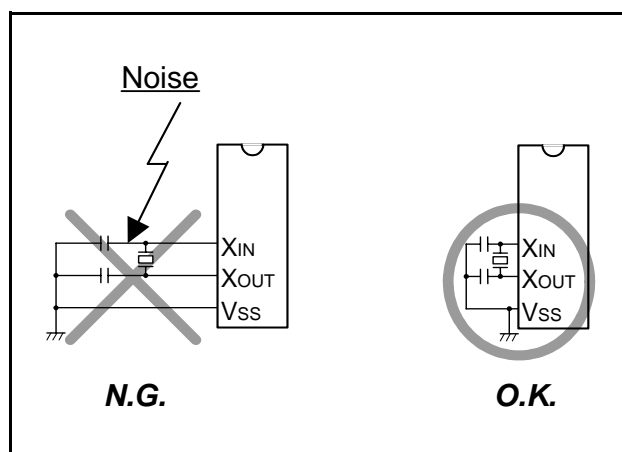 Noise
XIN
XOUT
VSS
N.G.
XIN
XOUT
VSS
O.K.